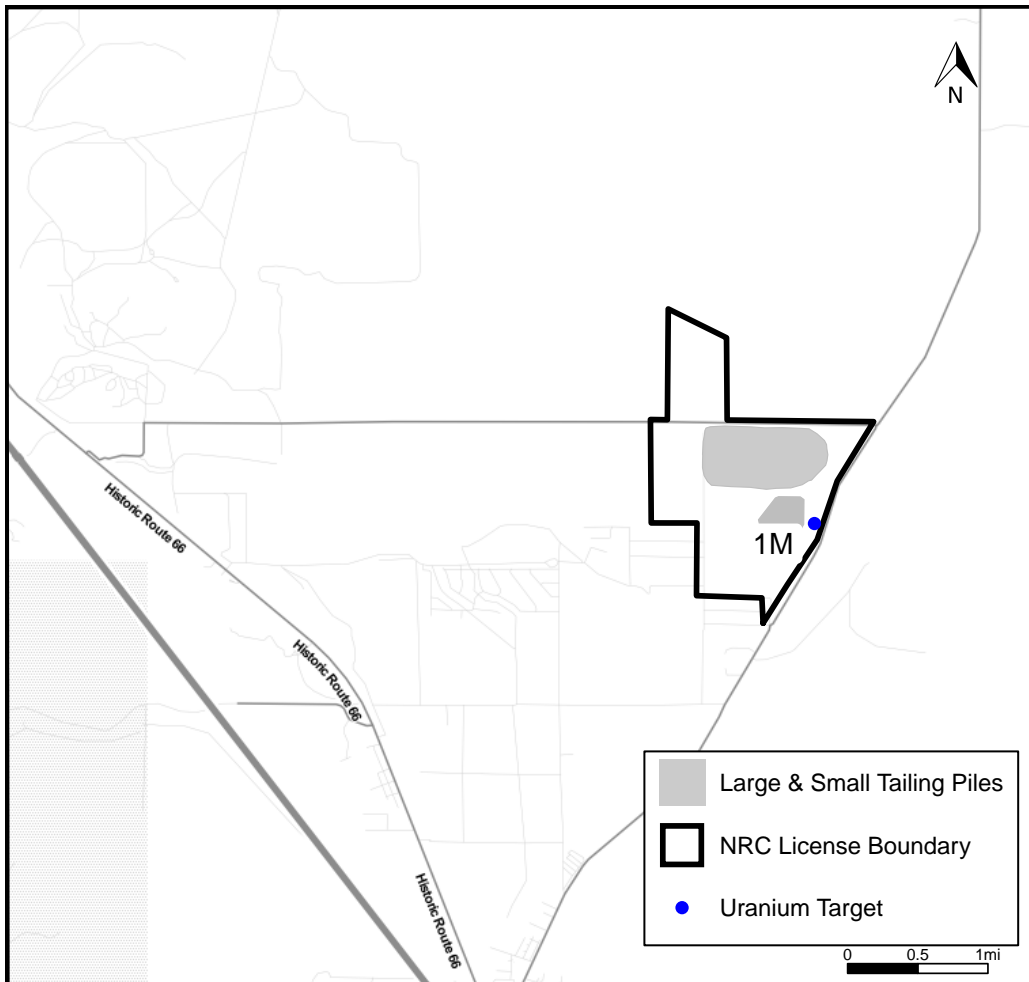 N
Historic Route 66
1M
Historic Route 66
Large & Small Tailing Piles
NRC License Boundary
Historic Route 66
Uranium Target
0 0.5 1mi